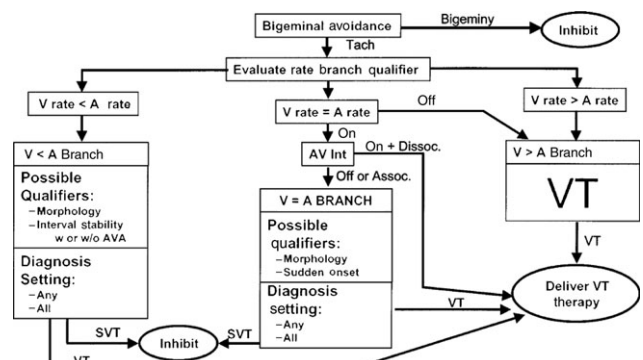 Bigeminal avoidance
Bigeminy
Inhibit
Tach
Evaluate rate branch qualifier
V rate < A rate
V rate = A rate
Off
V rate > A rate
On
V < A Branch
AV Int
On + Dissoc.
V > A Branch
Possible
Qualifiers:
–Morphology
–Interval stability
w or w/o AVA
Off or Assoc.
VT
V = A BRANCH
Possible
qualifiers:
–Morphology
–Sudden onset
VT
Diagnosis
Setting:
–Any
–All
Diagnosis
setting:
–Any
–All
VT
Deliver VT
therapy
SVT
Inhibit
SVT
VT